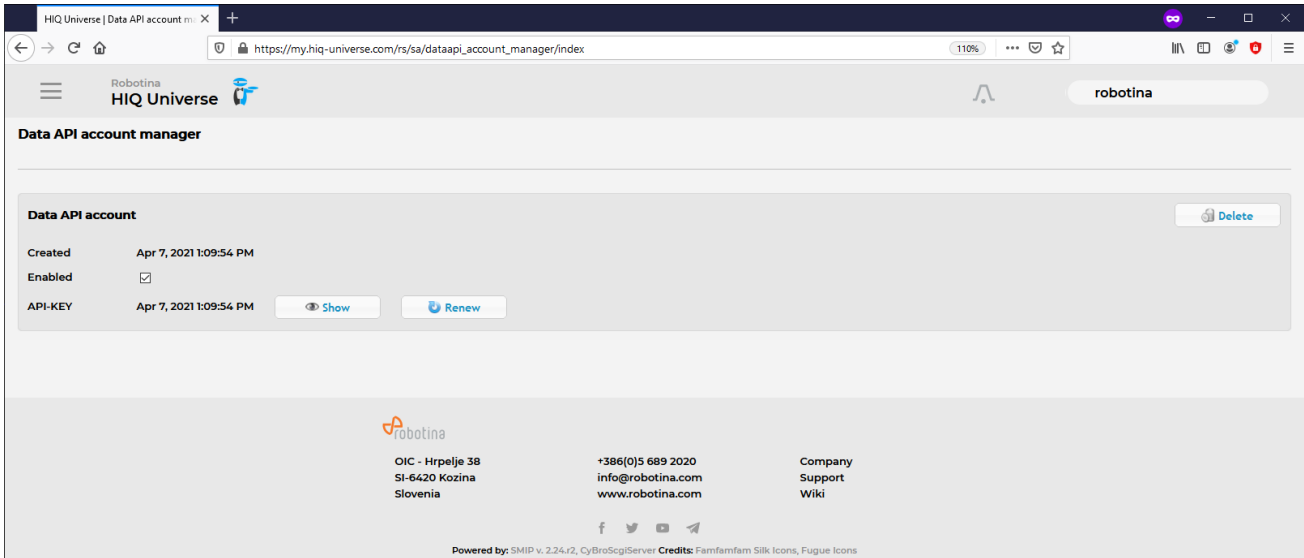 HIQ Universe | Data API account m
https://my.hiq-universe.com/rs/sa/dataapi_account_manager/index
110%
Robotina
HIQ Universe
robotina
Data API account manager
Data API account
Delete
Created Apr 7, 2021 1:09:54 PM
Enabled
API-KEY Apr 7, 2021 1:09:54 PM Show Renew
robotina
OIC - Hrpelje 38 +386(0)5 689 2020 Company
SI-6420 Kozina info@robotina.com Support
Slovenia www.robotina.com Wiki
Powered by: SMIP v. 2.24.r2, CyBroScgiServer Credits: Famfamfam Silk Icons, Fugue Icons